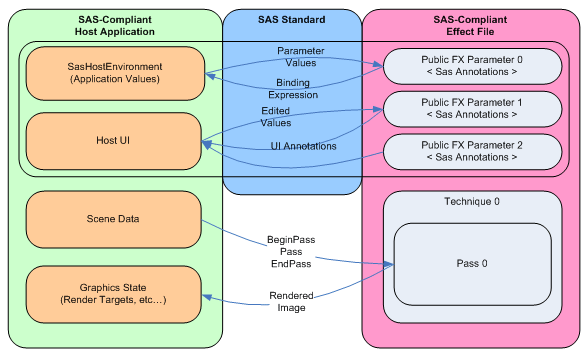 SAS-Compliant
Host Application
SAS Standard
SAS-Compliant
Effect File
SasHostEnvironment
(Application Values)
Parameter
Values
Public FX Parameter 0
< Sas Annotations >
Binding
Expression
Edited
Values
Public FX Parameter 1
< Sas Annotations >
Host UI
UI Annotations
Public FX Parameter 2
< Sas Annotations >
Scene Data
Technique 0
BeginPass
Pass
EndPass
Pass 0
Graphics State
(Render Targets, etc…)
Rendered
Image